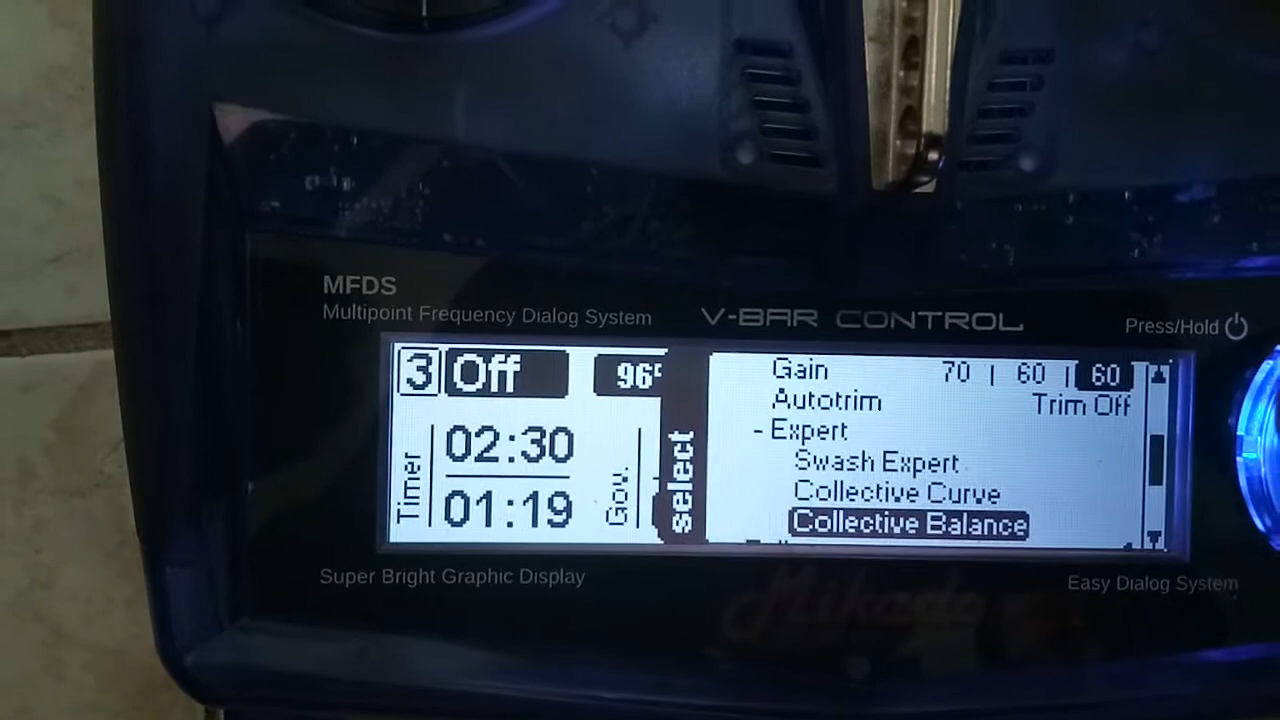 MFDS
Multipoint Frequency Dialog System
V-BAR CONTROL
Press/Hold
3 Off
Timer
02:30
01:19
Gov.
select
Gain 70 | 60 | 60
Autotrim Trim Off
- Expert
Swash Expert
Collective Curve
Collective Balance
Super Bright Graphic Display
Easy Dialog System
Mikado